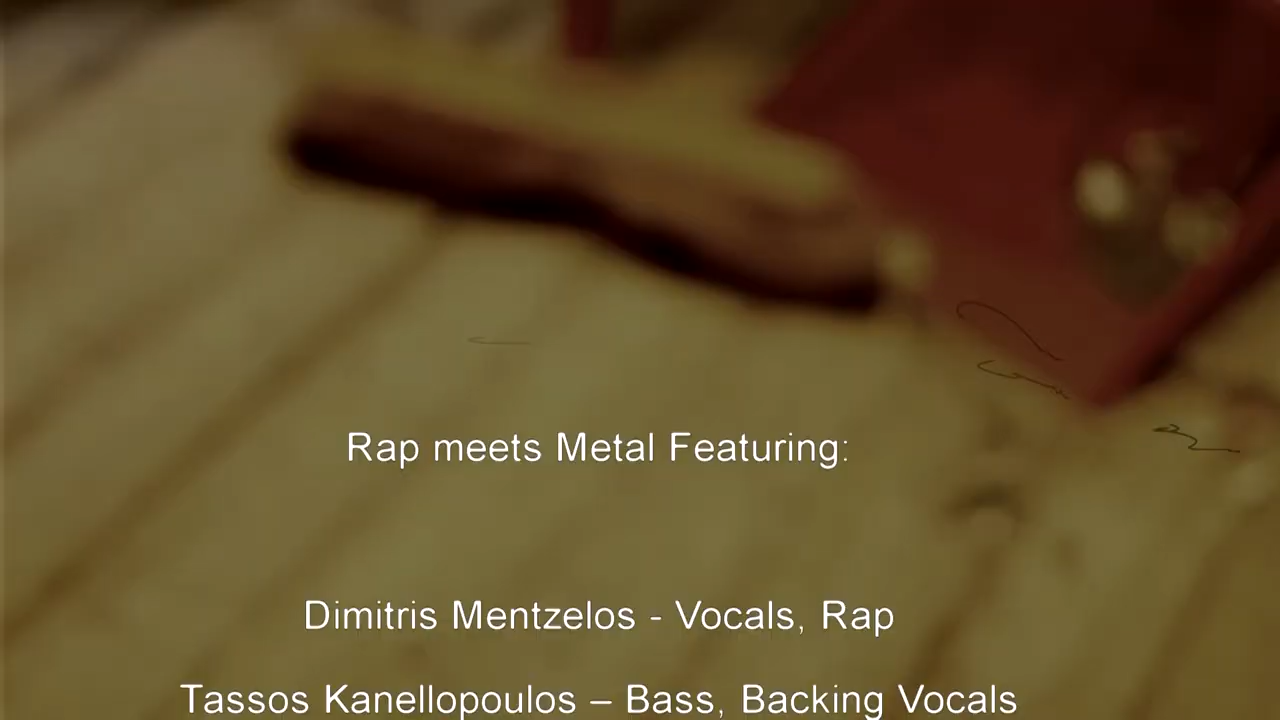 Rap meets Metal Featuring:
Dimitris Mentzelos - Vocals, Rap
Tassos Kanellopoulos – Bass, Backing Vocals